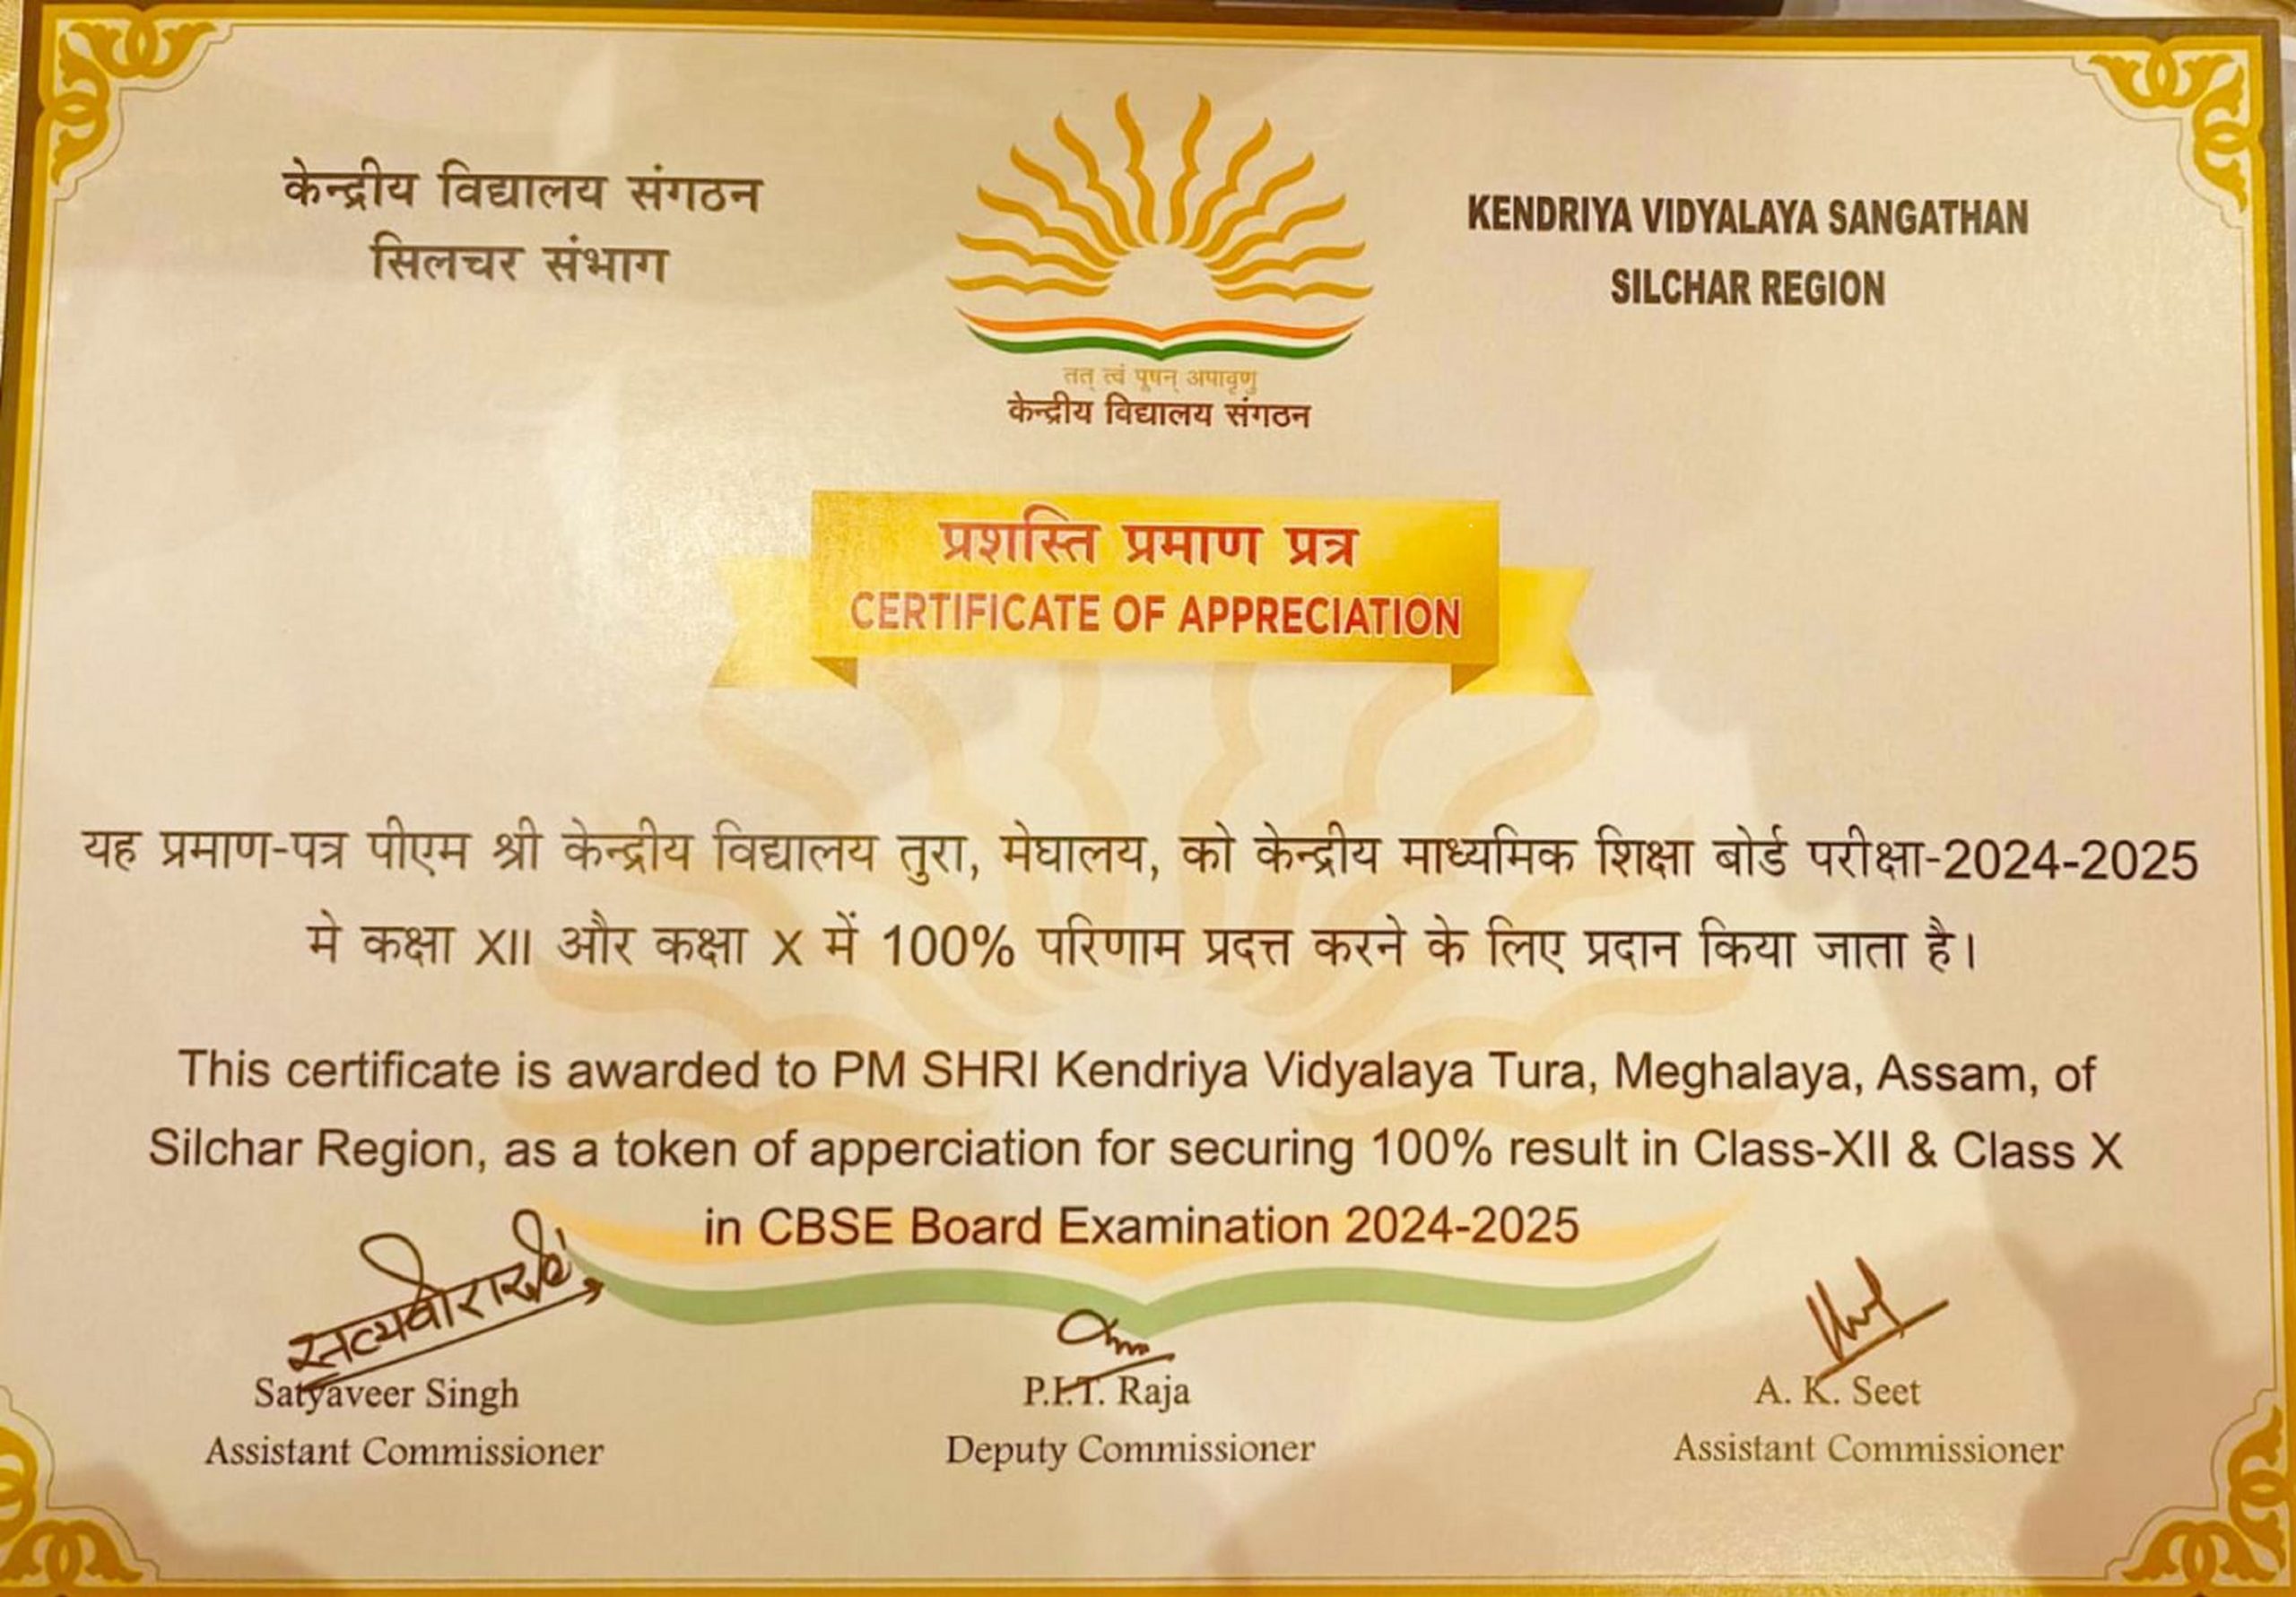 केन्द्रीय विद्यालय संगठन
सिलचर संभाग
KENDRIYA VIDYALAYA SANGATHAN
SILCHAR REGION
तत् त्वं पूषन् अपावृणु
केन्द्रीय विद्यालय संगठन
प्रशस्ति प्रमाण प्रत्र
CERTIFICATE OF APPRECIATION
यह प्रमाण-पत्र पीएम श्री केन्द्रीय विद्यालय तुरा, मेघालय, को केन्द्रीय माध्यमिक शिक्षा बोर्ड परीक्षा-2024-2025
मे कक्षा XII और कक्षा X में 100% परिणाम प्रदत्त करने के लिए प्रदान किया जाता है।
This certificate is awarded to PM SHRI Kendriya Vidyalaya Tura, Meghalaya, Assam, of
Silchar Region, as a token of apperciation for securing 100% result in Class-XII & Class X
in CBSE Board Examination 2024-2025
Satyaveer Singh
Assistant Commissioner
P.I.T. Raja
Deputy Commissioner
A. K. Seet
Assistant Commissioner